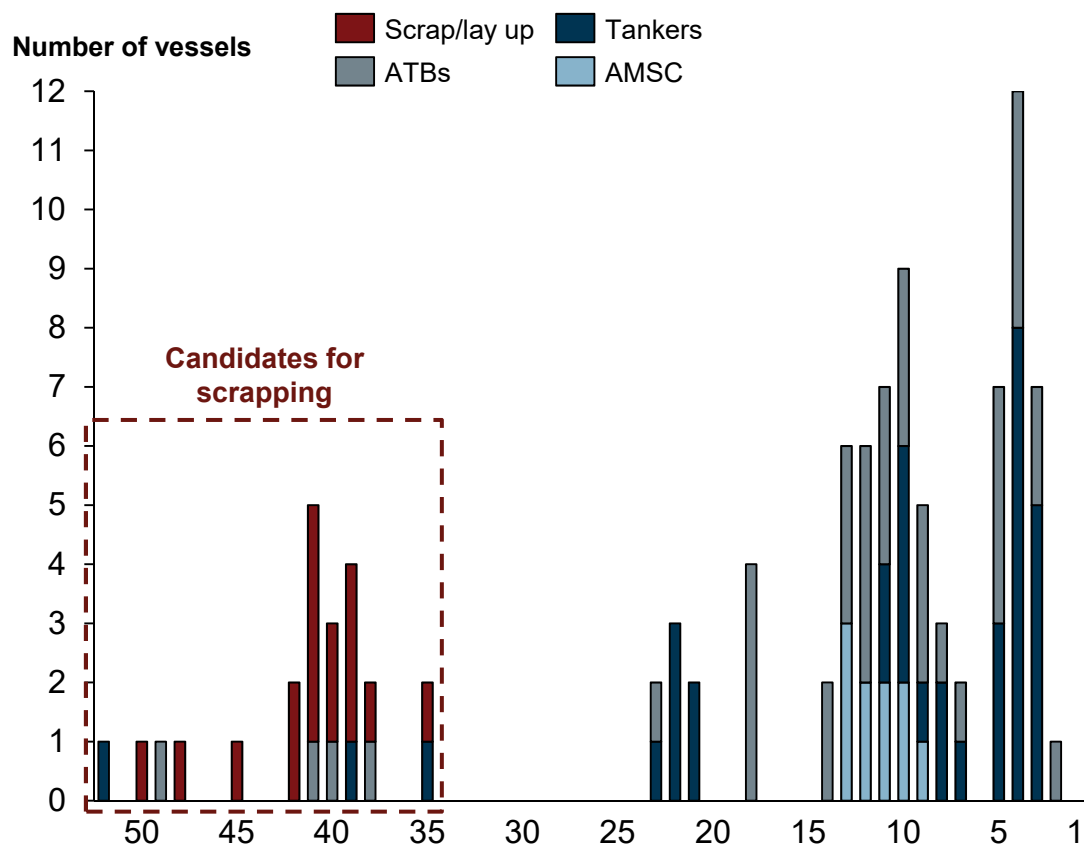 Number of vessels
Scrap/lay up
Tankers
ATBs
AMSC
12
11
10
9
8
7
6
5
4
3
2
1
0
Candidates for
scrapping
50 45 40 35 30 25 20 15 10 5 1